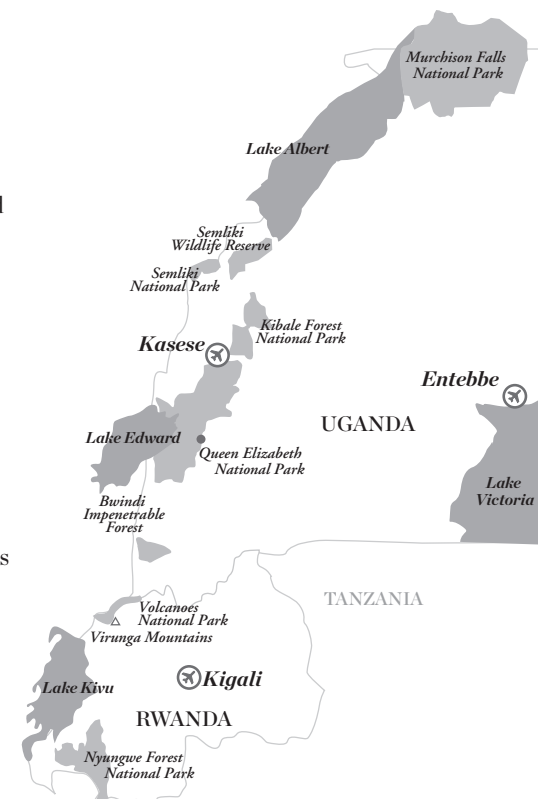 Murchison Falls
National Park
Lake Albert
Semliki
Wildlife Reserve
Semliki
National Park
Kibale Forest
National Park
Kasese
Entebbe
UGANDA
Lake Edward
Queen Elizabeth
National Park
Lake
Victoria
Bwindi
Impenetrable
Forest
s
TANZANIA
Volcanoes
National Park
Virunga Mountains
Kigali
Lake Kivu
RWANDA
Nyungwe Forest
National Park